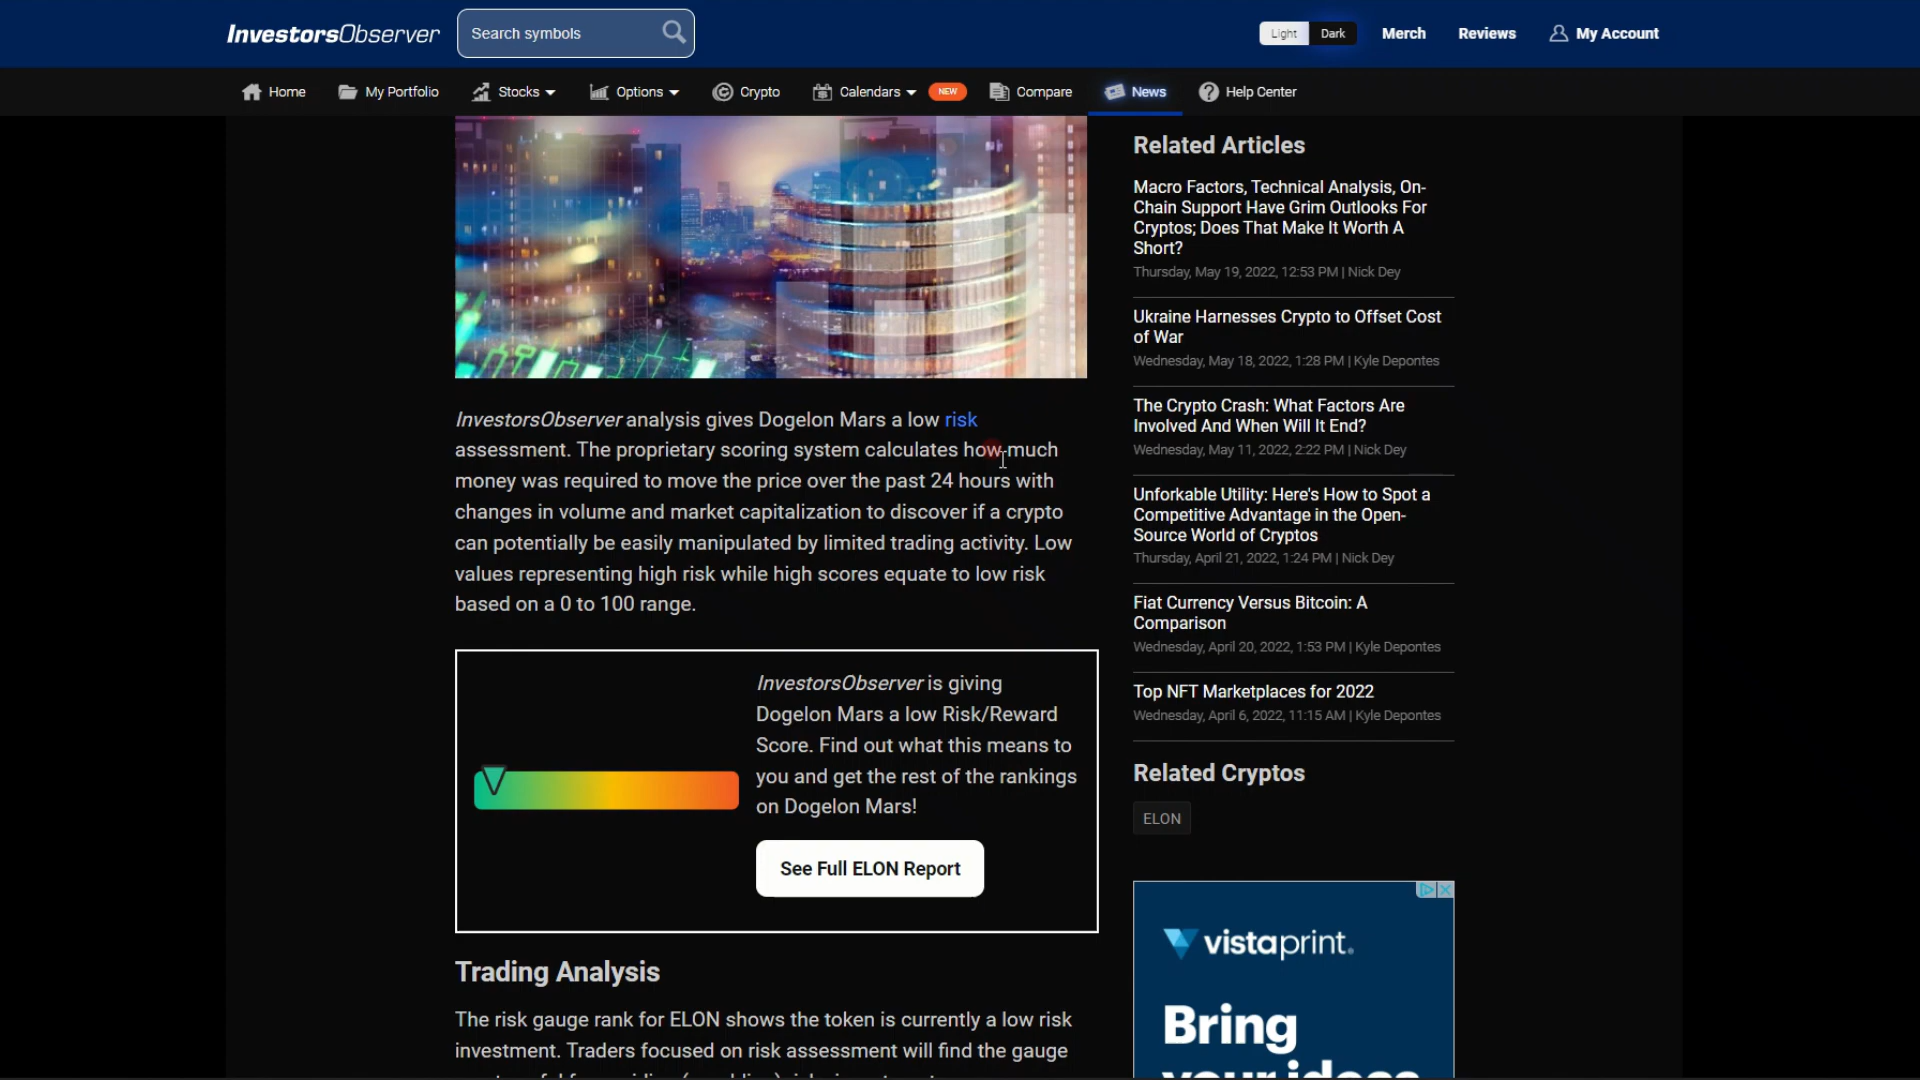 InvestorsObserver
Search symbols
Light Dark
Merch
Reviews
My Account
Home
My Portfolio
Stocks
Options
Crypto
Calendars
NEW
Compare
News
Help Center
InvestorsObserver analysis gives Dogelon Mars a low risk
assessment. The proprietary scoring system calculates how much
money was required to move the price over the past 24 hours with
changes in volume and market capitalization to discover if a crypto
can potentially be easily manipulated by limited trading activity. Low
values representing high risk while high scores equate to low risk
based on a 0 to 100 range.
InvestorsObserver is giving
Dogelon Mars a low Risk/Reward
Score. Find out what this means to
you and get the rest of the rankings
on Dogelon Mars!
See Full ELON Report
Trading Analysis
The risk gauge rank for ELON shows the token is currently a low risk
investment. Traders focused on risk assessment will find the gauge
Related Articles
Macro Factors, Technical Analysis, On-
Chain Support Have Grim Outlooks For
Cryptos; Does That Make It Worth A
Short?
Thursday, May 19, 2022, 12:53 PM | Nick Dey
Ukraine Harnesses Crypto to Offset Cost
of War
Wednesday, May 18, 2022, 1:28 PM | Kyle Depontes
The Crypto Crash: What Factors Are
Involved And When Will It End?
Wednesday, May 11, 2022, 2:22 PM | Nick Dey
Unforkable Utility: Here's How to Spot a
Competitive Advantage in the Open-
Source World of Cryptos
Thursday, April 21, 2022, 1:24 PM | Nick Dey
Fiat Currency Versus Bitcoin: A
Comparison
Wednesday, April 20, 2022, 1:53 PM | Kyle Depontes
Top NFT Marketplaces for 2022
Wednesday, April 6, 2022, 11:15 AM | Kyle Depontes
Related Cryptos
ELON
vistaprint.
Bring
your ideas